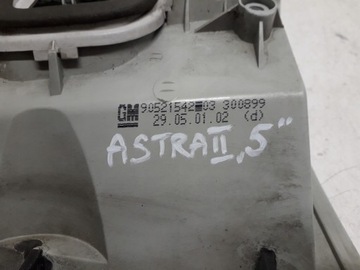 GM 90521542 03 300899
29.05.01.02 (d)
ASTRA II, 5"